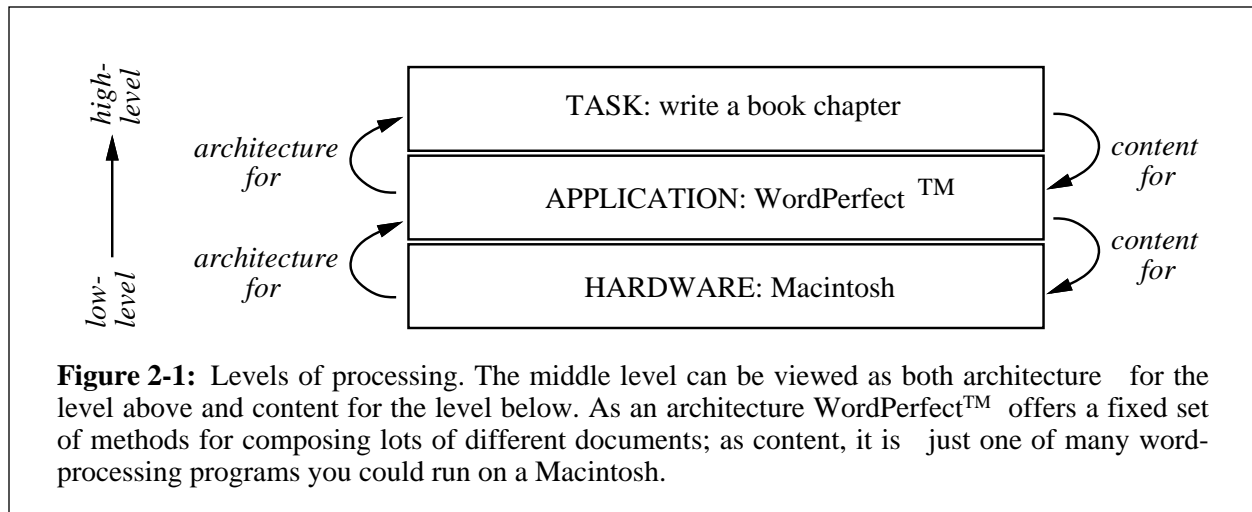 high-
level
TASK: write a book chapter
architecture
for
content
for
APPLICATION: WordPerfect TM
architecture
for
content
for
low-
level
HARDWARE: Macintosh
Figure 2-1: Levels of processing. The middle level can be viewed as both architecture for the
level above and content for the level below. As an architecture WordPerfect™ offers a fixed set
of methods for composing lots of different documents; as content, it is just one of many word-
processing programs you could run on a Macintosh.